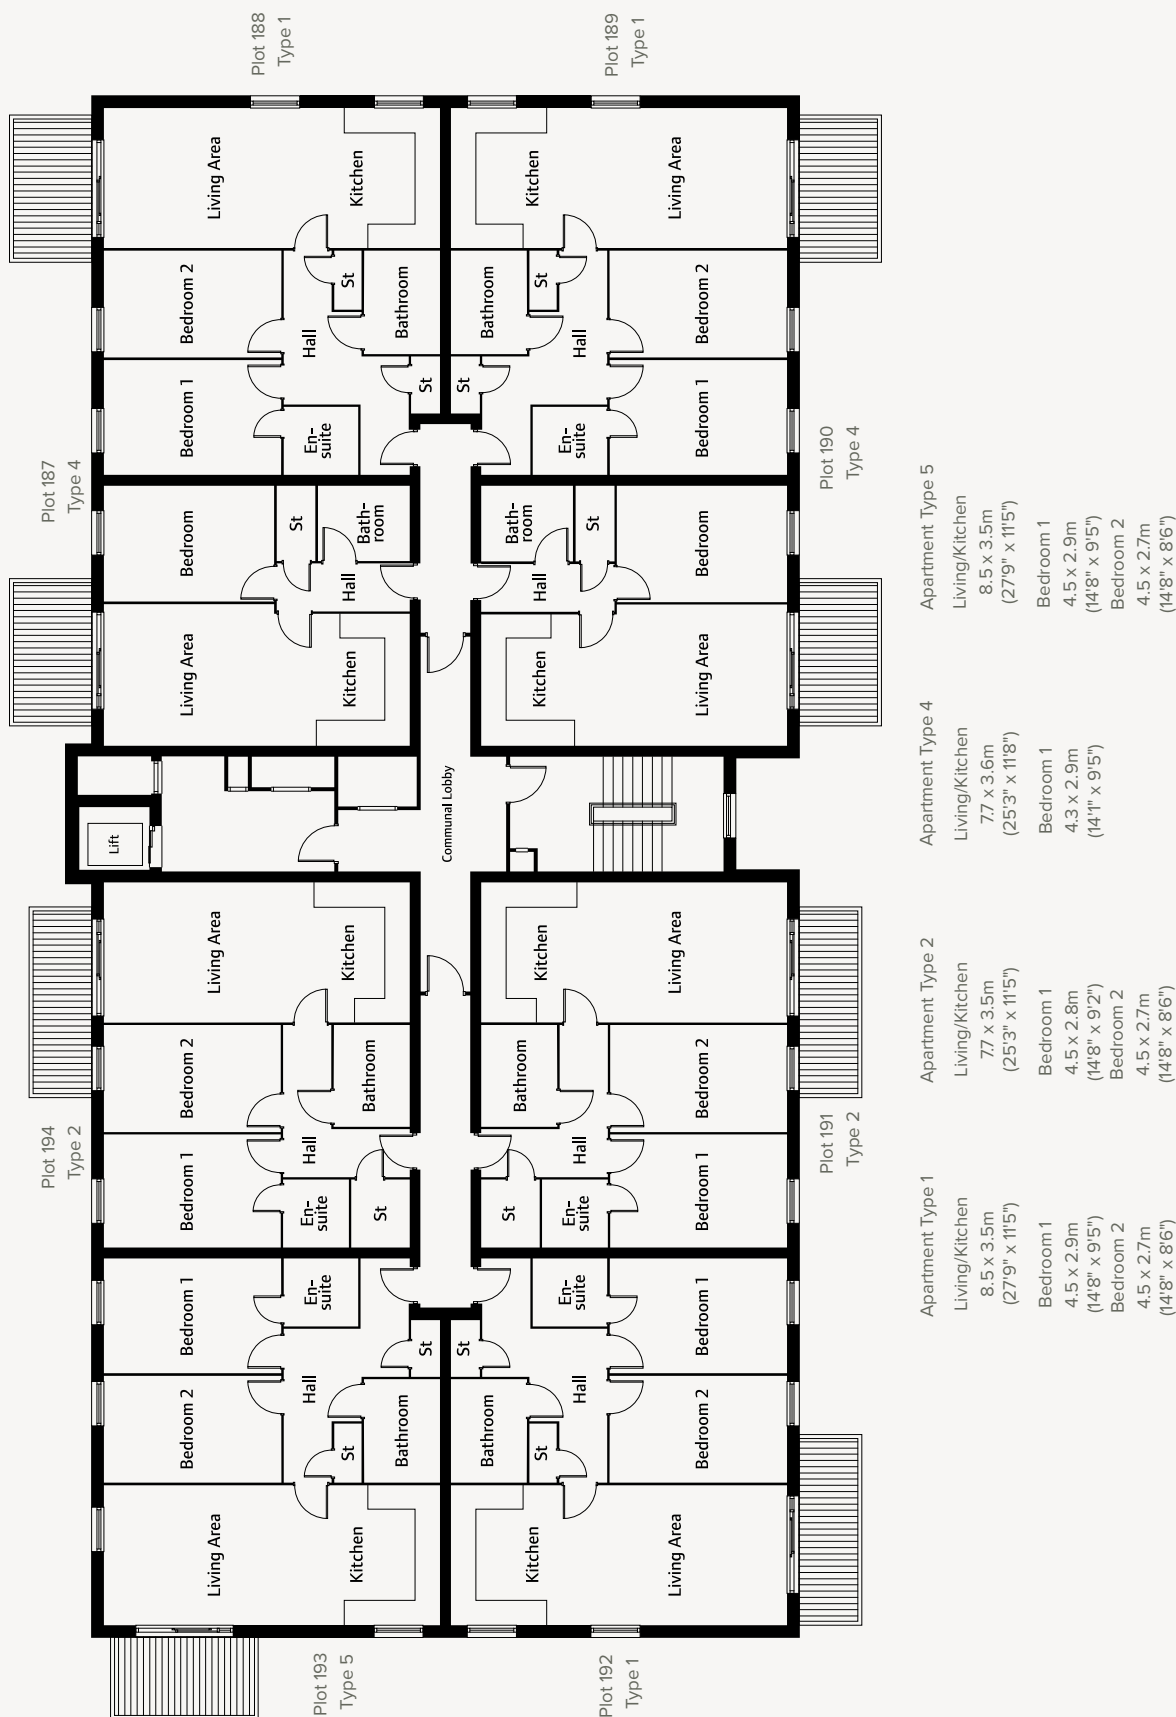 Plot 193
Type 5
Living Area
Kitchen
Bedroom 2
Bedroom 1
Hall
St
Bathroom
En-
suite
St
Plot 194
Type 2
Bedroom 1
Bedroom 2
Living Area
Kitchen
Hall
Bathroom
En-
suite
St
Lift
Communal Lobby
Plot 187
Type 4
Living Area
Kitchen
Bedroom
Hall
St
Bath-
room
Plot 188
Type 1
Bedroom 1
Bedroom 2
Living Area
Kitchen
Hall
En-
suite
St
St
Bathroom
Plot 192
Type 1
St
Bathroom
St
Kitchen
Living Area
Hall
En-
suite
Bedroom 2
Bedroom 1
Plot 191
Type 2
St
En-
suite
Hall
Bathroom
Kitchen
Living Area
Bedroom 1
Bedroom 2
Plot 190
Type 4
Kitchen
Living Area
Hall
Bath-
room
St
Bedroom
Plot 189
Type 1
St
Bathroom
St
Kitchen
Living Area
Hall
En-
suite
Bedroom 1
Bedroom 2
Apartment Type 1
Living/Kitchen
8.5 x 3.5m
(27'9" x 11'5")
Bedroom 1
4.5 x 2.9m
(14'8" x 9'5")
Bedroom 2
4.5 x 2.7m
(14'8" x 8'6")
Apartment Type 2
Living/Kitchen
7.7 x 3.5m
(25'3" x 11'5")
Bedroom 1
4.5 x 2.8m
(14'8" x 9'2")
Bedroom 2
4.5 x 2.7m
(14'8" x 8'6")
Apartment Type 4
Living/Kitchen
7.7 x 3.6m
(25'3" x 11'8")
Bedroom 1
4.3 x 2.9m
(14'1" x 9'5")
Apartment Type 5
Living/Kitchen
8.5 x 3.5m
(27'9" x 11'5")
Bedroom 1
4.5 x 2.9m
(14'8" x 9'5")
Bedroom 2
4.5 x 2.7m
(14'8" x 8'6")